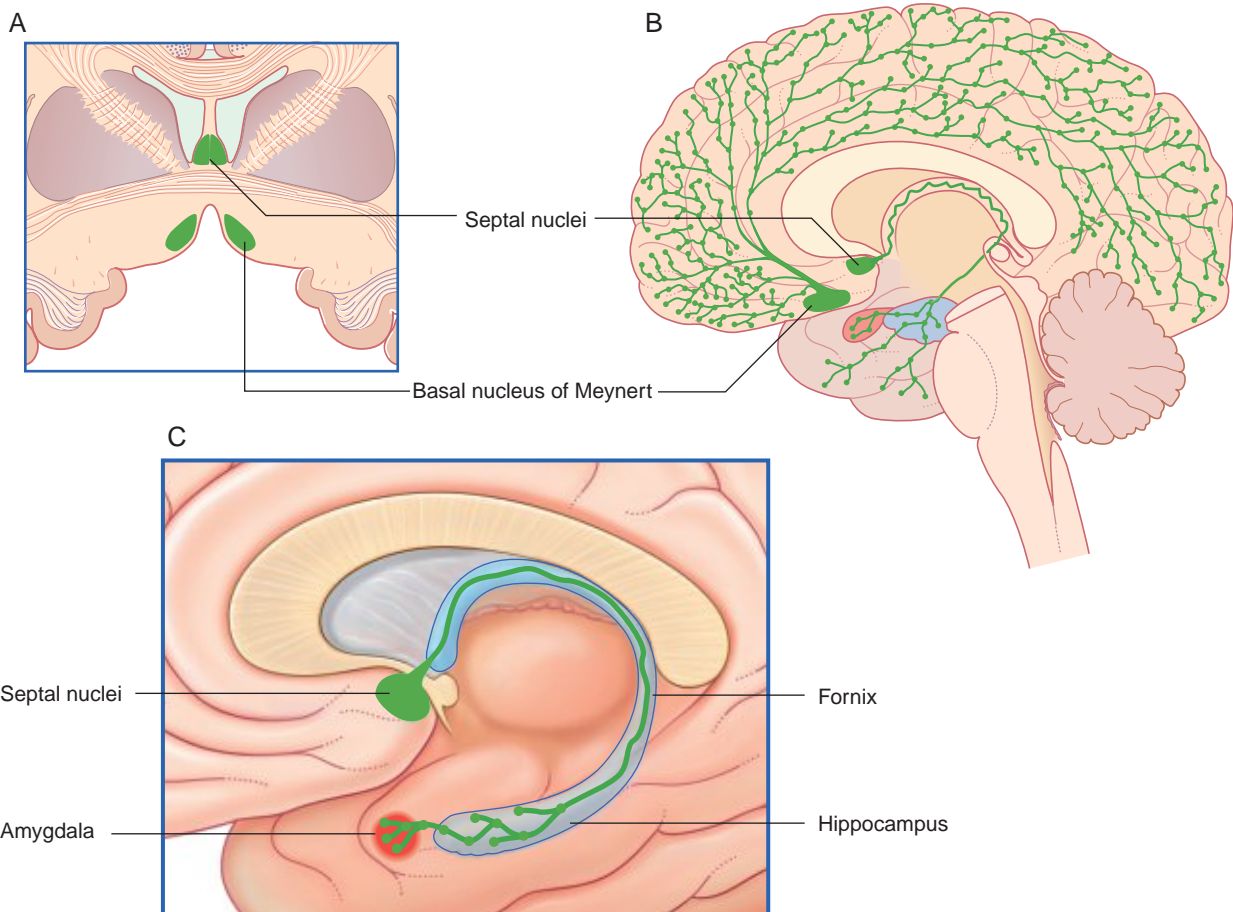 A
B
Septal nuclei
Basal nucleus of Meynert
C
Septal nuclei
Fornix
Amygdala
Hippocampus